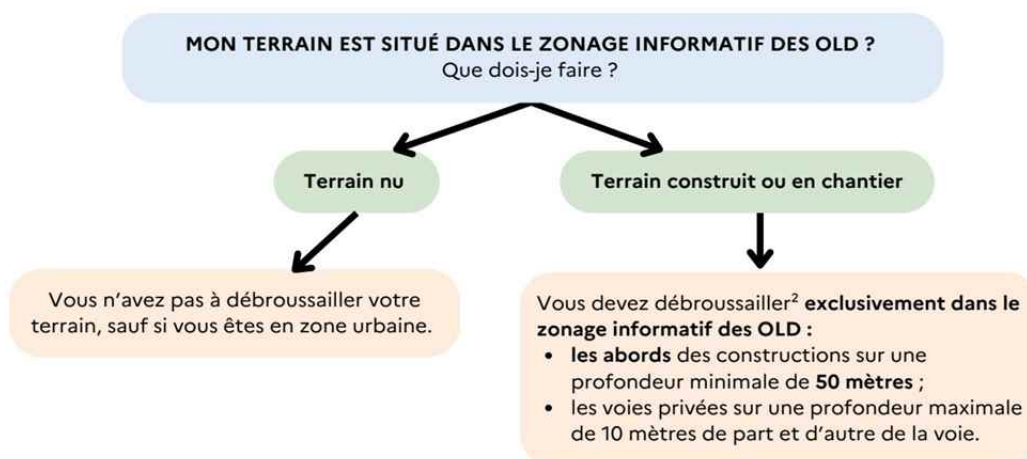 MON TERRAIN EST SITUÉ DANS LE ZONAGE INFORMATIF DES OLD ?
Que dois-je faire ?
Terrain nu
Terrain construit ou en chantier
Vous n'avez pas à débroussailler votre
terrain, sauf si vous êtes en zone urbaine.
Vous devez débroussailler² exclusivement dans le
zonage informatif des OLD :
• les abords des constructions sur une
profondeur minimale de 50 mètres ;
• les voies privées sur une profondeur maximale
de 10 mètres de part et d'autre de la voie.